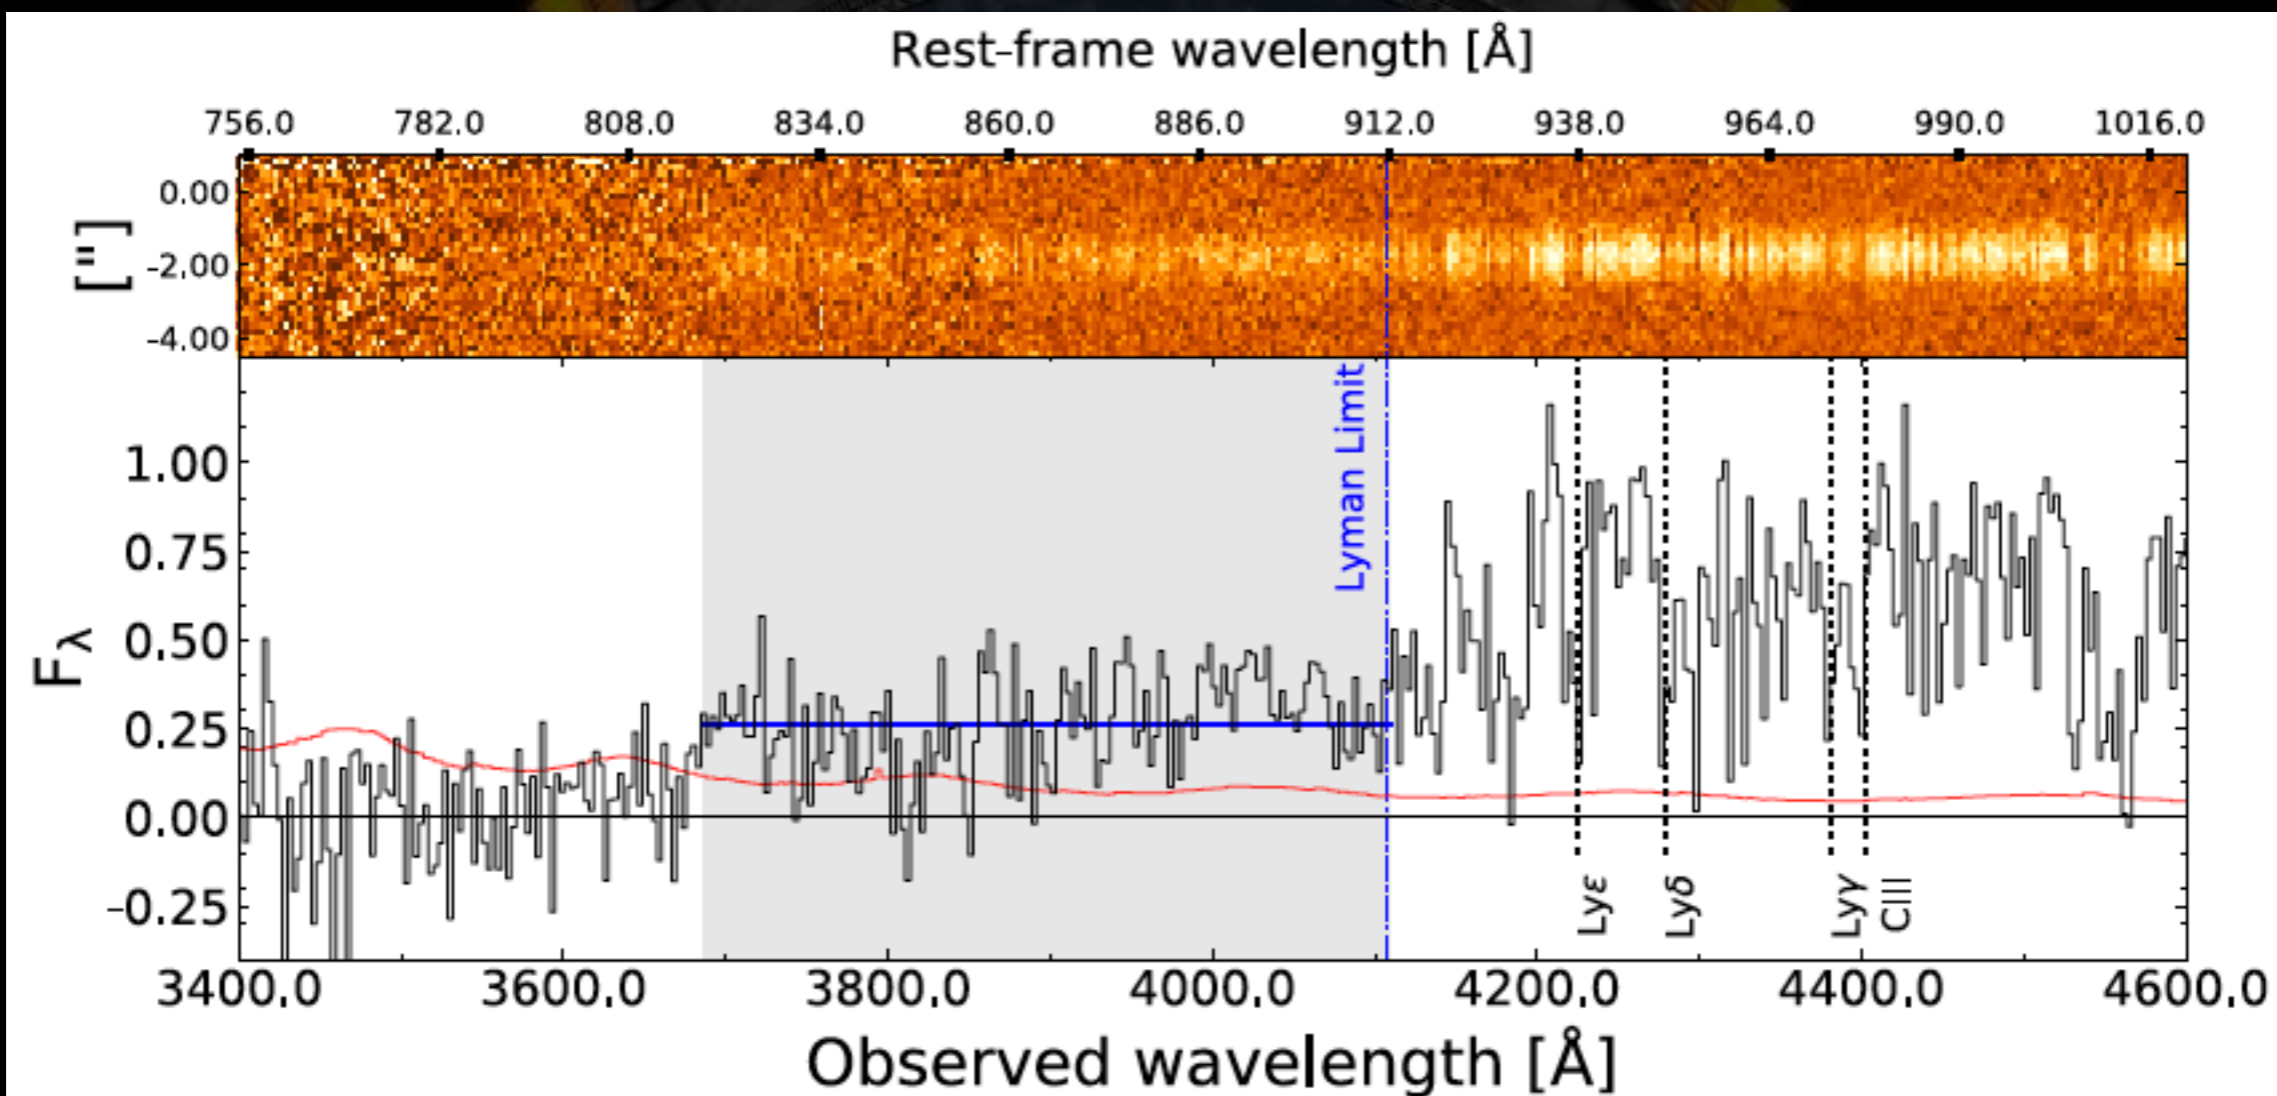 Rest-frame wavelength [Å]
756.0 782.0 808.0 834.0 860.0 886.0 912.0 938.0 964.0 990.0 1016.0
["]
0.00
-2.00
-4.00
Lyman Limit
Fλ
1.00
0.75
0.50
0.25
0.00
-0.25
Lyε
Lyδ
Lyγ
CIII
3400.0 3600.0 3800.0 4000.0 4200.0 4400.0 4600.0
Observed wavelength [Å]